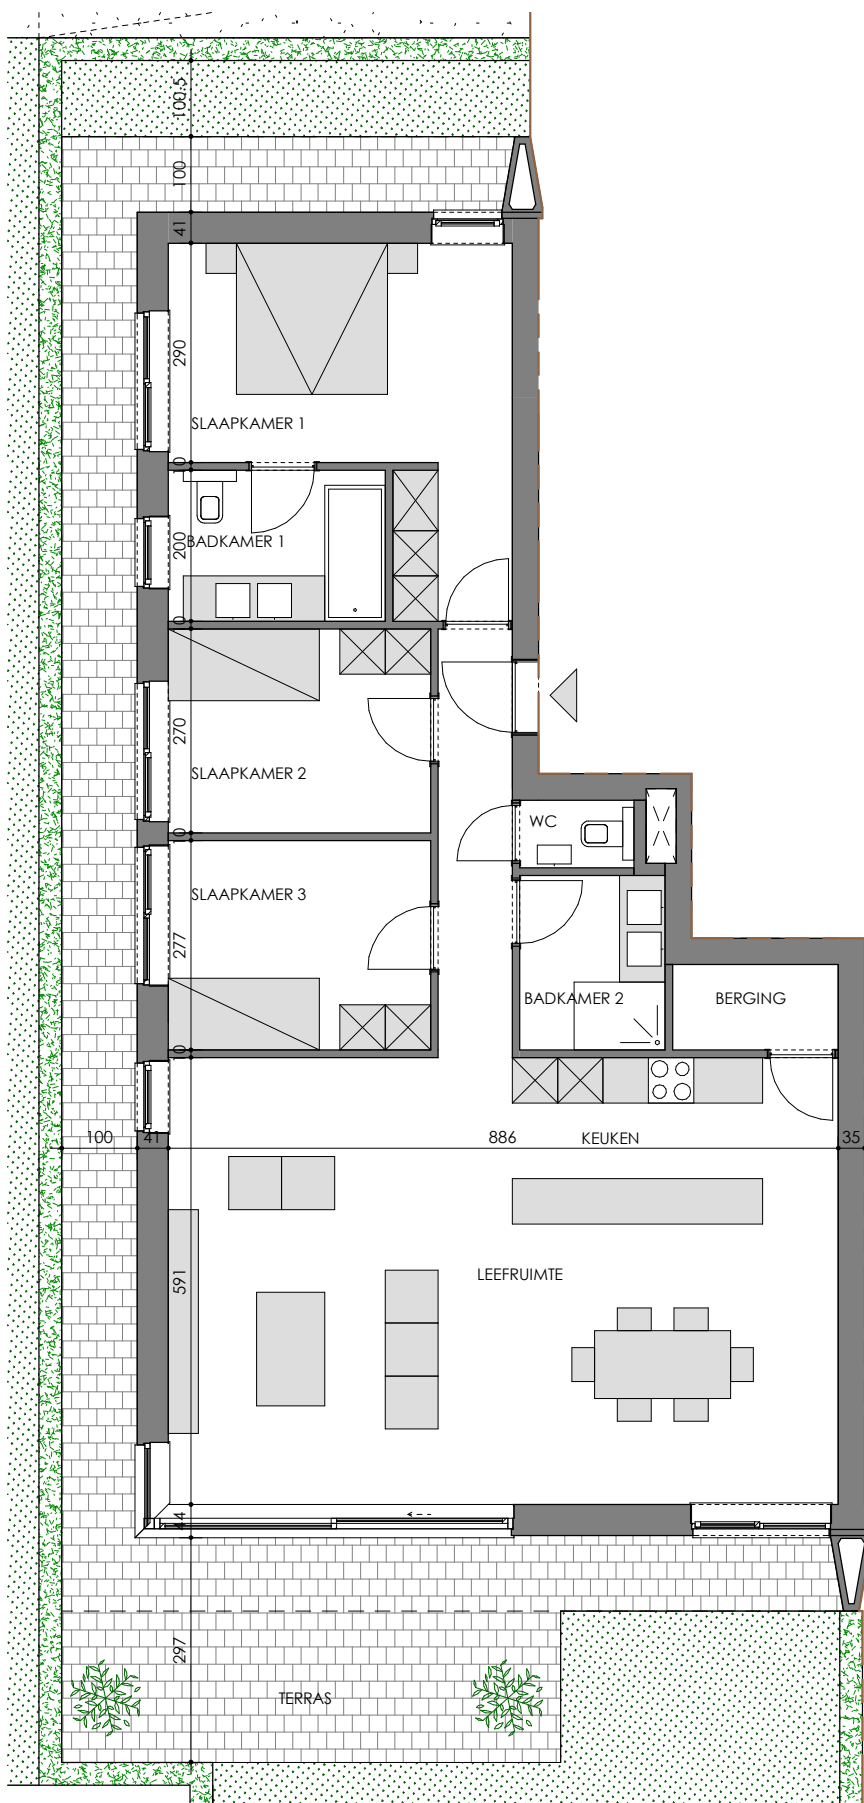 100.5
100
41
290
SLAAPKAMER 1
0
200
BADKAMER 1
0
270
SLAAPKAMER 2
0
WC
SLAAPKAMER 3
277
BADKAMER 2
BERGING
0
100
41
886
KEUKEN
35
591
LEEFRUIMTE
44
297
TERRAS